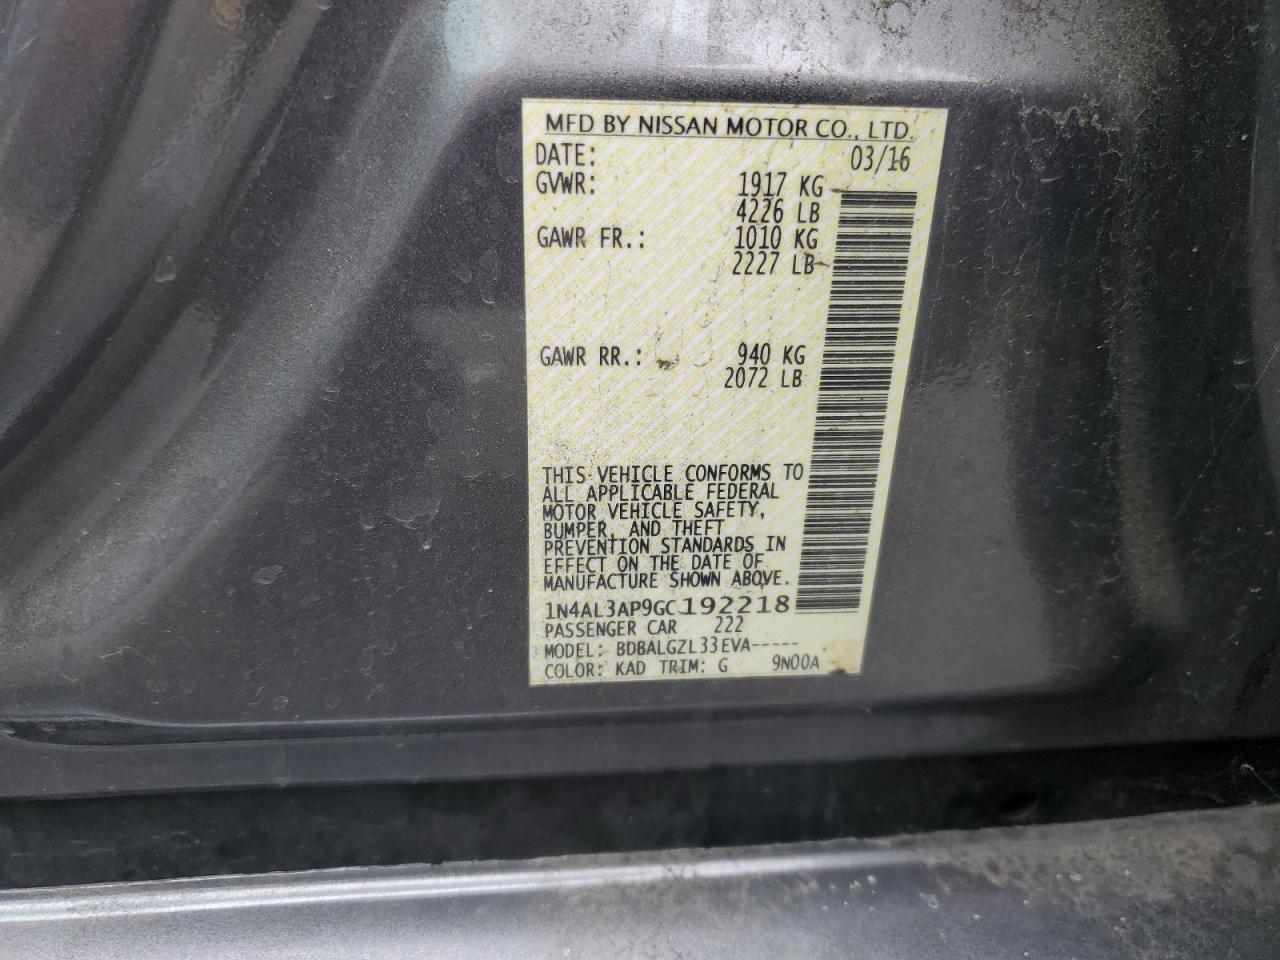 MFD BY NISSAN MOTOR CO., LTD.
DATE: 03/16
GVWR: 1917 KG
4226 LB
GAWR FR.: 1010 KG
2227 LB
GAWR RR.: 940 KG
2072 LB
THIS VEHICLE CONFORMS TO
ALL APPLICABLE FEDERAL
MOTOR VEHICLE SAFETY,
BUMPER, AND THEFT
PREVENTION STANDARDS IN
EFFECT ON THE DATE OF
MANUFACTURE SHOWN ABOVE.
1N4AL3AP9GC192218
PASSENGER CAR 222
MODEL: BDBALGZL33EVA-----
COLOR: KAD TRIM: G 9N00A